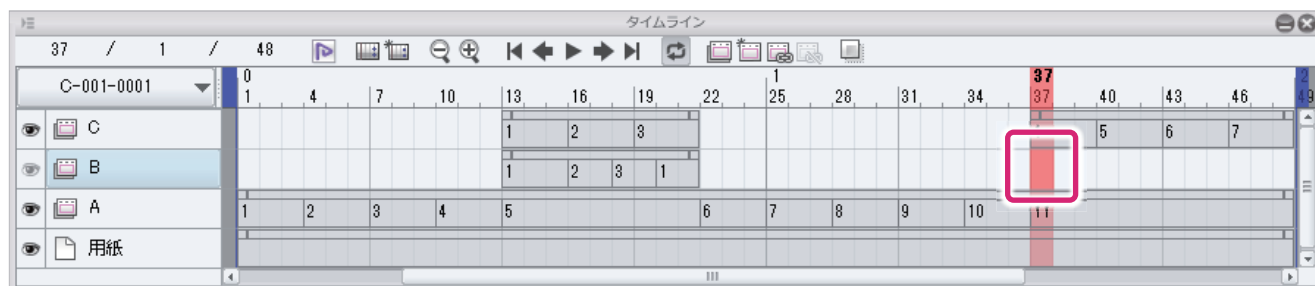 タイムライン
37 / 1 / 48
C-001-0001
0 1 37 2
1 4 7 10 13 16 19 22 25 28 31 34 37 40 43 46 49
C 1 2 3 5 6 7
B 1 2 3 1
A 1 2 3 4 5 6 7 8 9 10 11
用紙